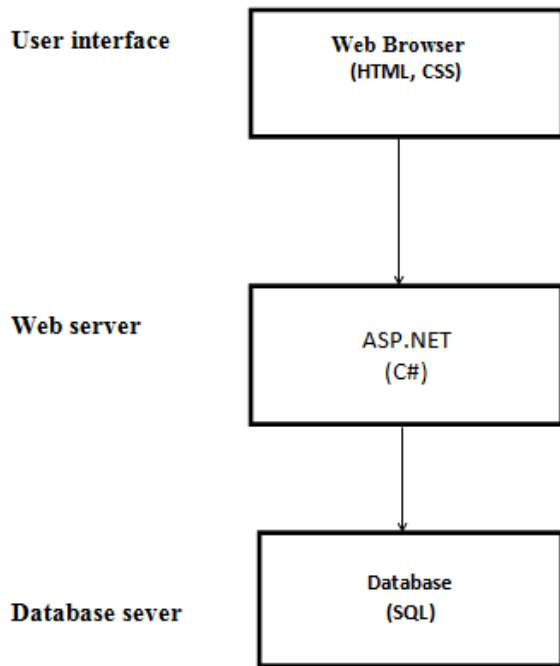 User interface
Web Browser
(HTML, CSS)
Web server
ASP.NET
(C#)
Database
(SQL)
Database sever